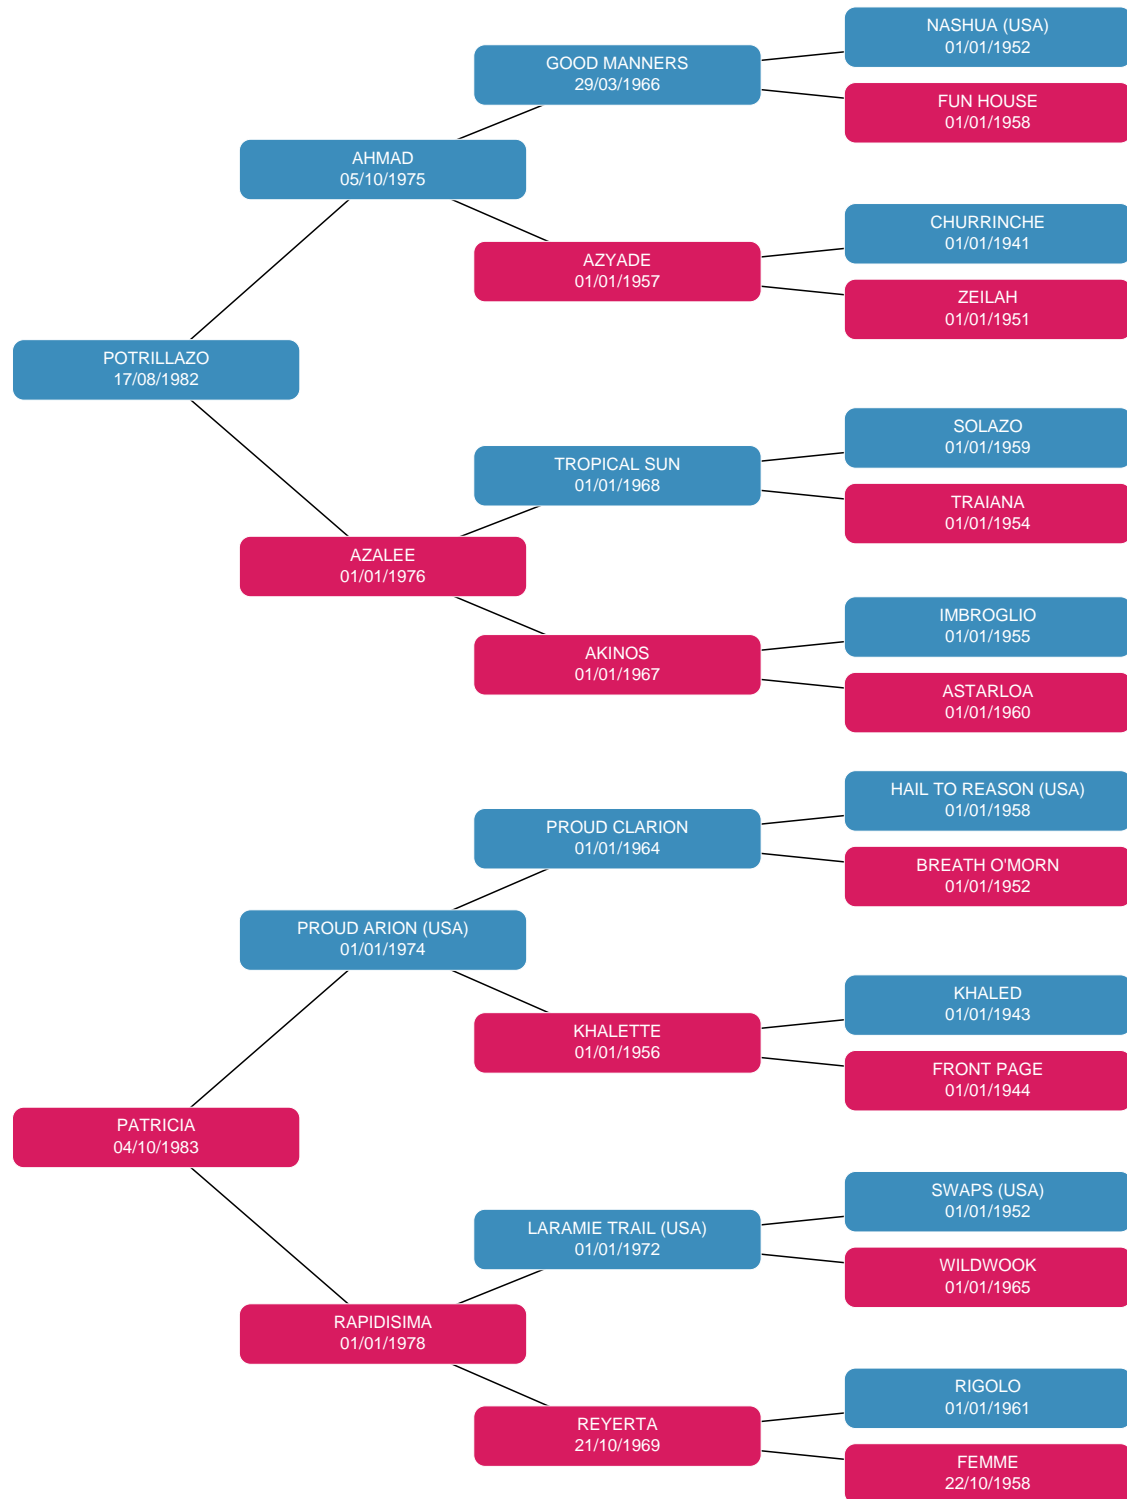 NASHUA (USA)
01/01/1952
GOOD MANNERS
29/03/1966
FUN HOUSE
01/01/1958
AHMAD
05/10/1975
CHURRINCHE
01/01/1941
AZYADE
01/01/1957
ZEILAH
01/01/1951
POTRILLAZO
17/08/1982
SOLAZO
01/01/1959
TROPICAL SUN
01/01/1968
TRAIANA
01/01/1954
AZALEE
01/01/1976
IMBROGLIO
01/01/1955
AKINOS
01/01/1967
ASTARLOA
01/01/1960
HAIL TO REASON (USA)
01/01/1958
PROUD CLARION
01/01/1964
BREATH O'MORN
01/01/1952
PROUD ARION (USA)
01/01/1974
KHALED
01/01/1943
KHALETTE
01/01/1956
FRONT PAGE
01/01/1944
PATRICIA
04/10/1983
SWAPS (USA)
01/01/1952
LARAMIE TRAIL (USA)
01/01/1972
WILDWOOK
01/01/1965
RAPIDISIMA
01/01/1978
RIGOLO
01/01/1961
REYERTA
21/10/1969
FEMME
22/10/1958